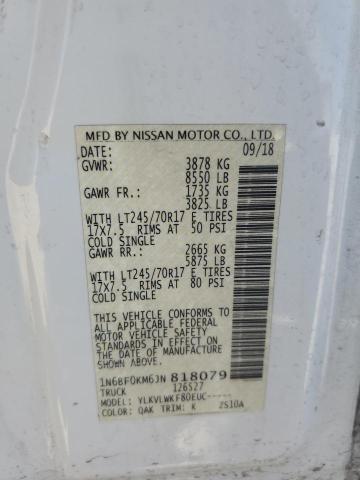 MFD BY NISSAN MOTOR CO., LTD.
DATE: 09/18
GVWR: 3878 KG
8550 LB
GAWR FR.: 1735 KG
3825 LB
WITH LT245/70R17 E TIRES
17x7.5 RIMS AT 50 PSI
COLD SINGLE
GAWR RR.: 2665 KG
5875 LB
WITH LT245/70R17 E TIRES
17x7.5 RIMS AT 80 PSI
COLD SINGLE
THIS VEHICLE CONFORMS TO
ALL APPLICABLE FEDERAL
MOTOR VEHICLE SAFETY
STANDARDS IN EFFECT ON
THE DATE OF MANUFACTURE
SHOWN ABOVE.
1N6BF0KM6JN818079
TRUCK 126S27
MODEL: YLKVLWKF80EUC-----
COLOR: QAK TRIM: K ZS10A